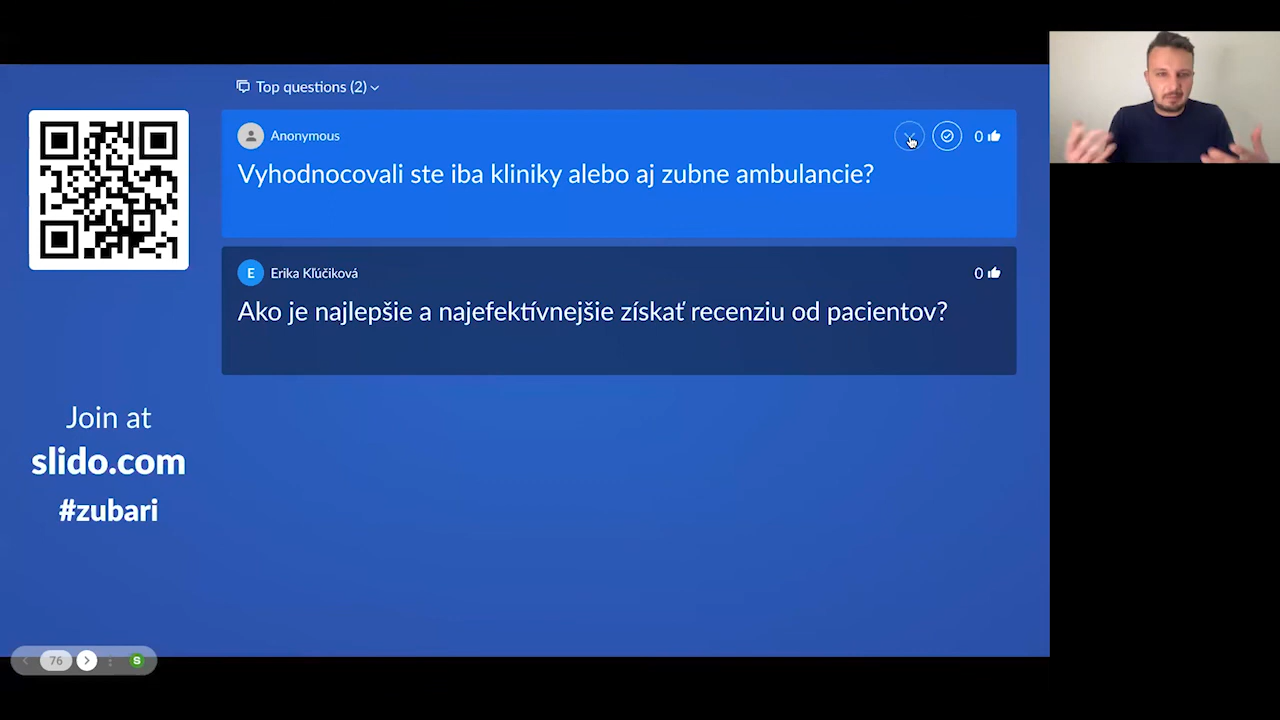 Top questions (2)
Anonymous
0
Vyhodnocovali ste iba kliniky alebo aj zubne ambulancie?
E
Erika Kľúčiková
0
Ako je najlepšie a najefektívnejšie získať recenziu od pacientov?
Join at
slido.com
#zubari
76
S